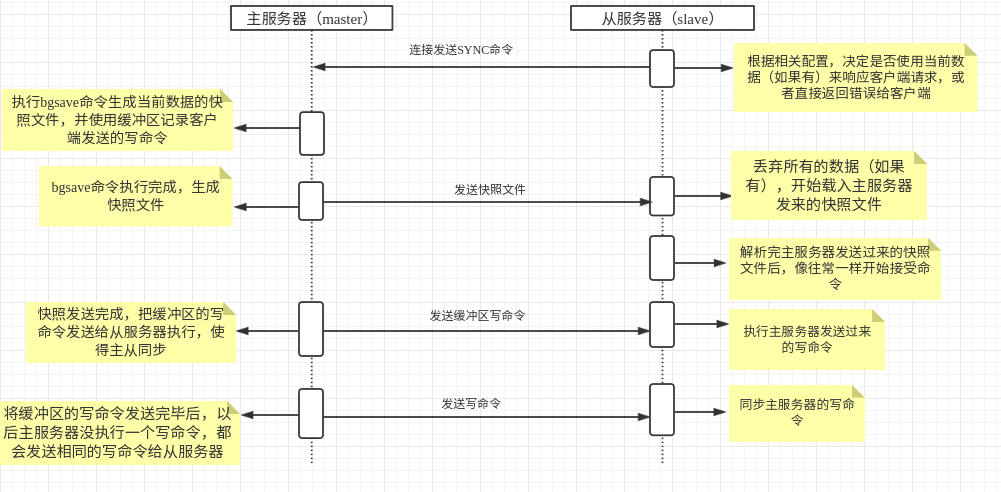 主服务器（master）
从服务器（slave）
连接发送SYNC命令
根据相关配置，决定是否使用当前数
据（如果有）来响应客户端请求，或
者直接返回错误给客户端
执行bgsave命令生成当前数据的快
照文件，并使用缓冲区记录客户
端发送的写命令
bgsave命令执行完成，生成
快照文件
发送快照文件
丢弃所有的数据（如果
有），开始载入主服务器
发来的快照文件
解析完主服务器发送过来的快照
文件后，像往常一样开始接受命
令
快照发送完成，把缓冲区的写
命令发送给从服务器执行，使
得主从同步
发送缓冲区写命令
执行主服务器发送过来
的写命令
将缓冲区的写命令发送完毕后，以
后主服务器没执行一个写命令，都
会发送相同的写命令给从服务器
发送写命令
同步主服务器的写命
令